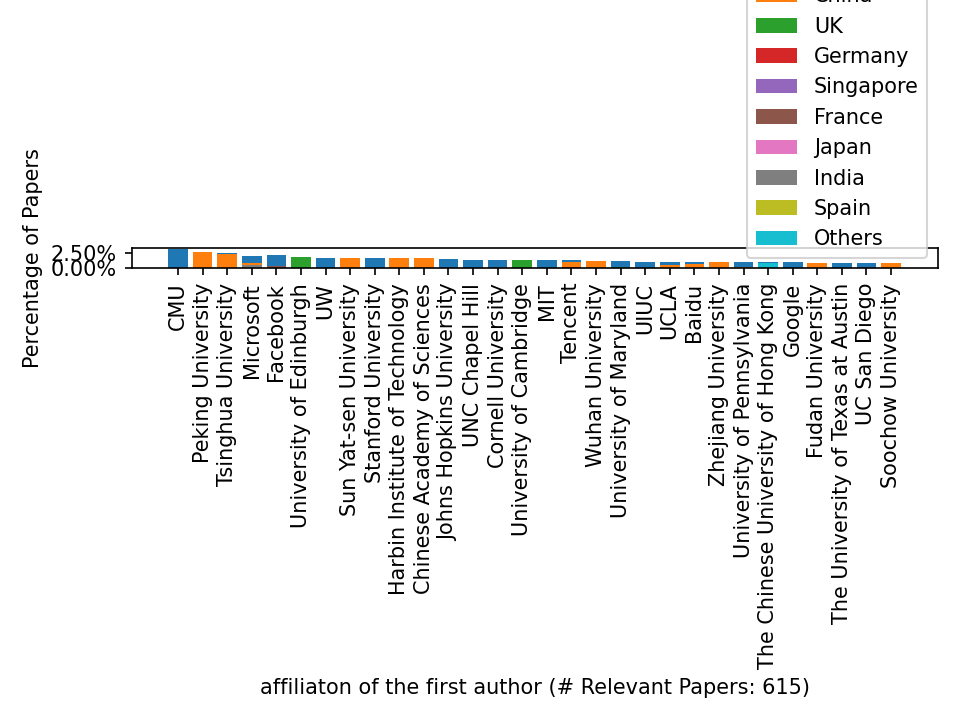 China
UK
Germany
Singapore
France
Japan
India
Spain
Others
Percentage of Papers
2.50%
0.00%
CMU
Peking University
Tsinghua University
Microsoft
Facebook
University of Edinburgh
UW
Sun Yat-sen University
Stanford University
Harbin Institute of Technology
Chinese Academy of Sciences
Johns Hopkins University
UNC Chapel Hill
Cornell University
University of Cambridge
MIT
Tencent
Wuhan University
University of Maryland
UIUC
UCLA
Baidu
Zhejiang University
University of Pennsylvania
The Chinese University of Hong Kong
Google
Fudan University
The University of Texas at Austin
UC San Diego
Soochow University
affiliaton of the first author (# Relevant Papers: 615)